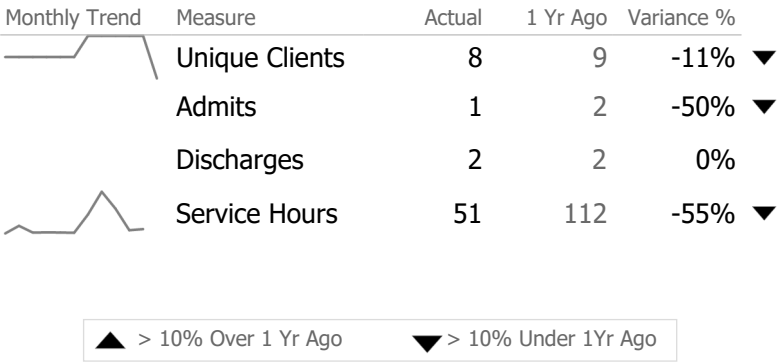 Monthly Trend Measure Actual 1 Yr Ago Variance %
Unique Clients 8 9 -11% ▼
Admits 1 2 -50% ▼
Discharges 2 2 0%
Service Hours 51 112 -55% ▼
▲ > 10% Over 1 Yr Ago ▼ > 10% Under 1Yr Ago